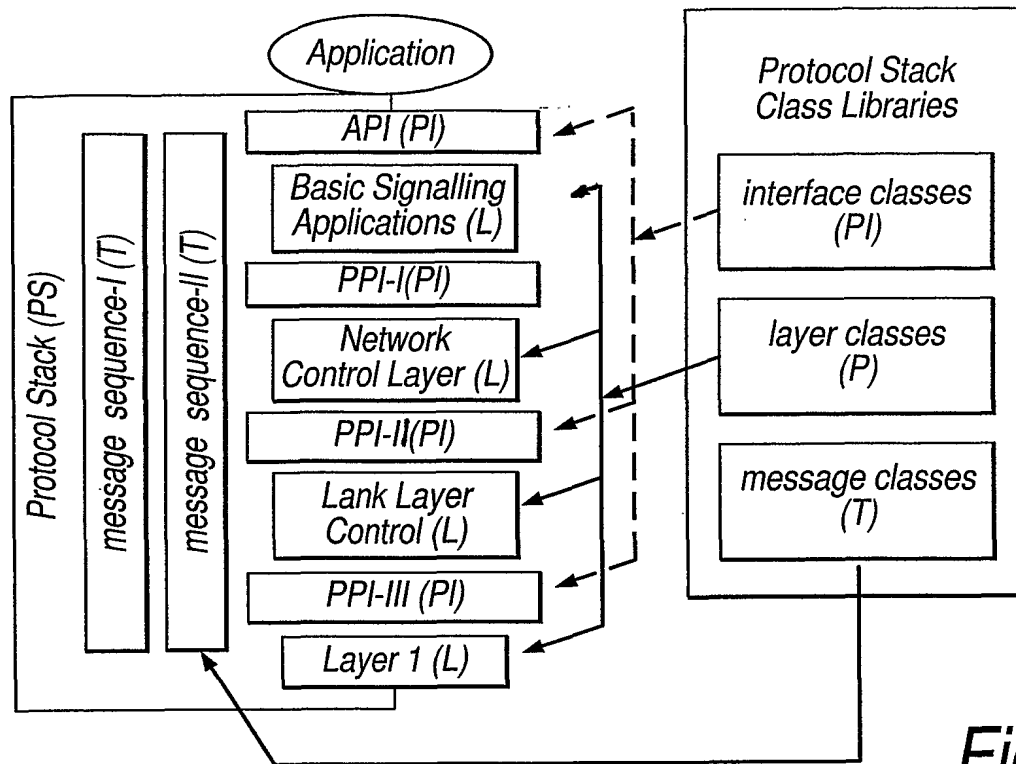 Application
API (PI)
Basic Signalling
Applications (L)
PPI-I(PI)
Network
Control Layer (L)
PPI-II(PI)
Lank Layer
Control (L)
PPI-III (PI)
Layer 1 (L)
Protocol Stack (PS)
message sequence-I (T)
message sequence-II (T)
Protocol Stack
Class Libraries
interface classes
(PI)
layer classes
(P)
message classes
(T)